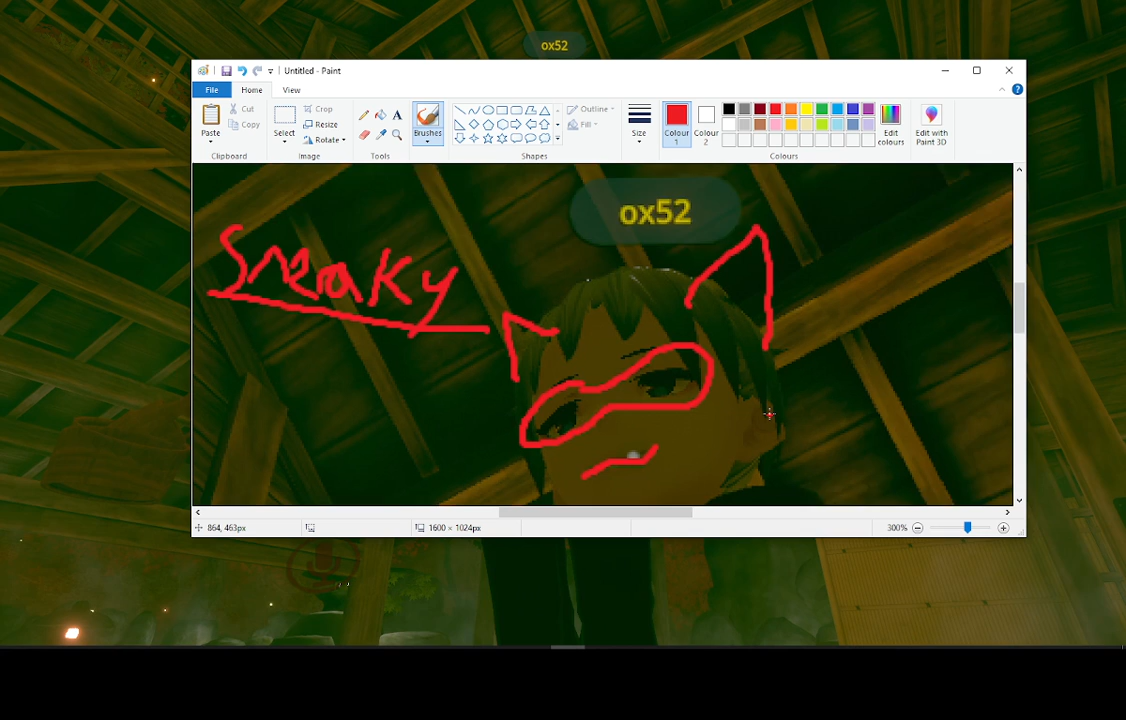 ox52
Untitled - Paint
File
Home
View
Paste
Cut
Copy
Clipboard
Select
Crop
Resize
Rotate
Image
A
Tools
Brushes
Shapes
Outline
Fill
Size
Colour
1
Colour
2
Edit
colours
Edit with
Paint 3D
Colours
ox52
Sneaky
864, 463px
1600 × 1024px
300%